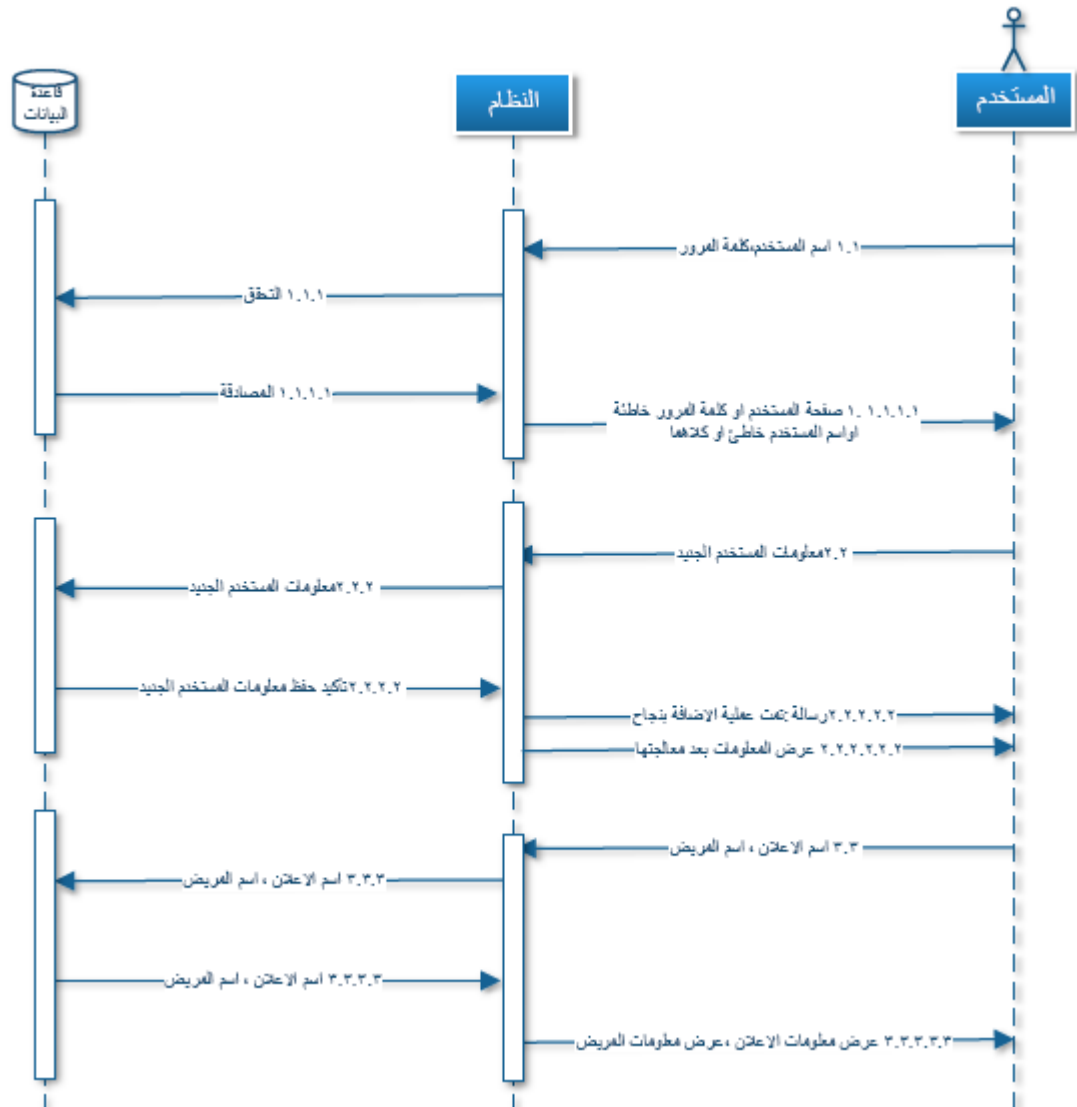 المستخدم
النظام
قاعدة
البيانات
١.١ اسم المستخدم،كلمة المرور
١.١.١ التحقق
١.١.١.١ المصادقة
١.١.١.١.١ صفحة المستخدم او كلمة المرور خاطئة
اواسم المستخدم خاطئ او كلاهما
٢.٢معلومات المستخدم الجديد
٢.٢.٢معلومات المستخدم الجديد
٢.٢.٢.٢تأكيد حفظ معلومات المستخدم الجديد
٢.٢.٢.٢.٢رسالة:تمت عملية الاضافة بنجاح
٢.٢.٢.٢.٢.٢ عرض المعلومات بعد معالجتها
٣.٣ اسم الاعلان ، اسم المريض
٣.٣.٣ اسم الاعلان ، اسم المريض
٣.٣.٣.٣ اسم الاعلان ، اسم المريض
٣.٣.٣.٣.٣ عرض معلومات الاعلان ،عرض معلومات المريض